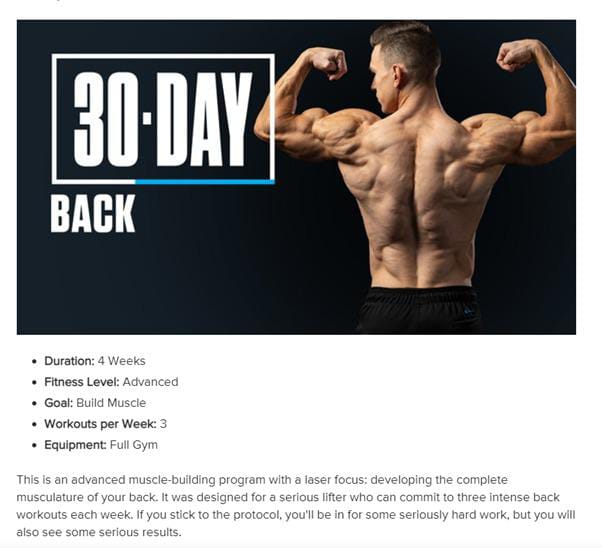 30·DAY
BACK
Duration: 4 Weeks
Fitness Level: Advanced
Goal: Build Muscle
Workouts per Week: 3
Equipment: Full Gym
This is an advanced muscle-building program with a laser focus: developing the complete
musculature of your back. It was designed for a serious lifter who can commit to three intense back
workouts each week. If you stick to the protocol, you'll be in for some seriously hard work, but you will
also see some serious results.